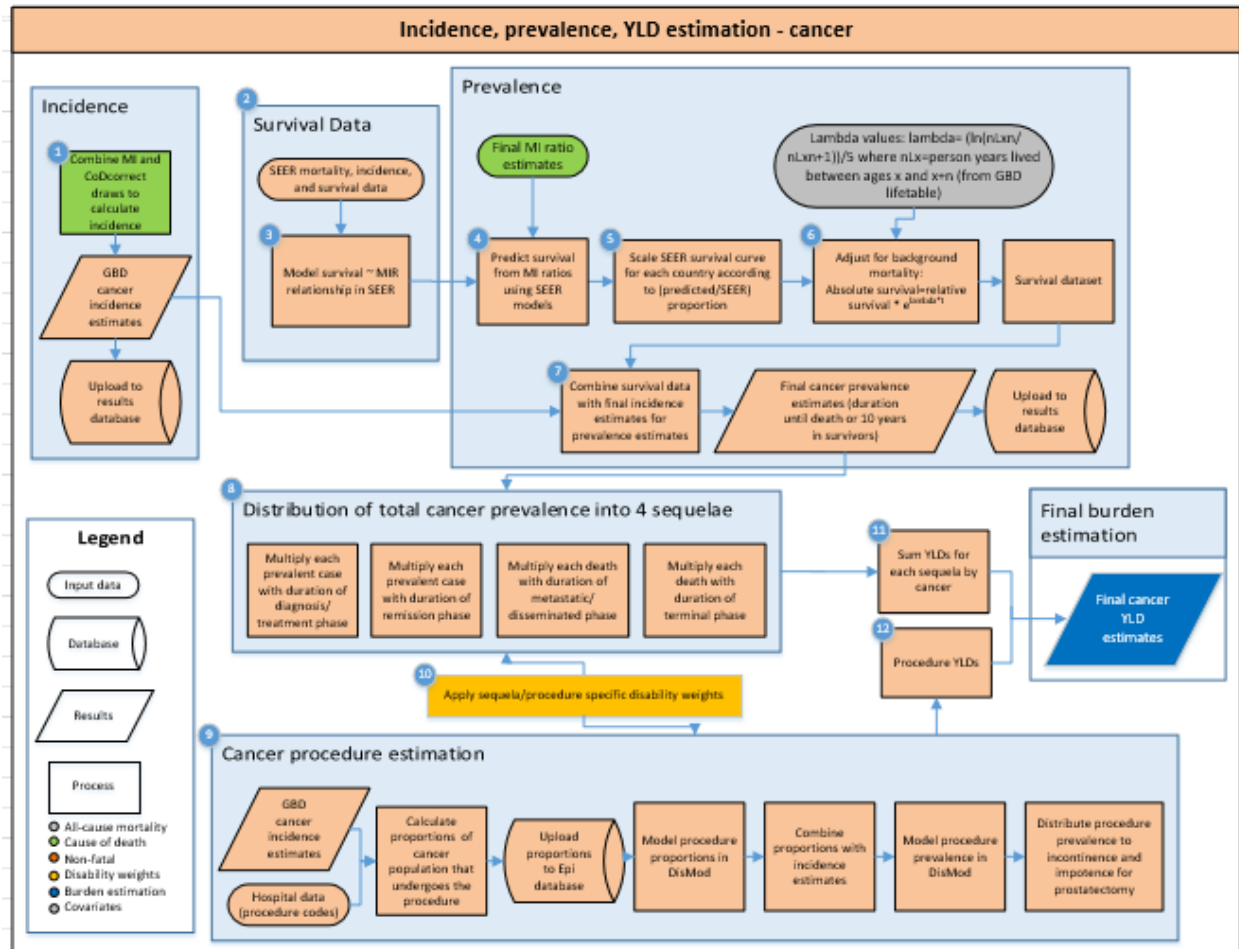 Incidence, prevalence, YLD estimation - cancer
Incidence
1
Combine MI and
CoDcorrect
draws to
calculate
incidence
GBD
cancer
incidence
estimates
Upload to
results
database
2
Survival Data
SEER mortality, incidence,
and survival data
3
Model survival ~ MIR
relationship in SEER
Prevalence
Final MI ratio
estimates
Lambda values: lambda= (ln(nLxn/
nLxn+1))/5 where nLx=person years lived
between ages x and x+n (from GBD
lifetable)
4
Predict survival
from MI ratios
using SEER
models
5
Scale SEER survival curve
for each country according
to (predicted/SEER)
proportion
6
Adjust for background
mortality:
Absolute survival=relative
survival * e^lambda*t
Survival dataset
7
Combine survival data
with final incidence
estimates for
prevalence estimates
Final cancer prevalence
estimates (duration
until death or 10 years
in survivors)
Upload to
results
database
8
Distribution of total cancer prevalence into 4 sequelae
Multiply each
prevalent case
with duration of
diagnosis/
treatment phase
Multiply each
prevalent case
with duration of
remission phase
Multiply each death
with duration of
metastatic/
disseminated phase
Multiply each
death with
duration of
terminal phase
11
Sum YLDs for
each sequela by
cancer
12
Procedure YLDs
Final burden
estimation
Final cancer
YLD
estimates
10
Apply sequela/procedure specific disability weights
9
Cancer procedure estimation
GBD
cancer
incidence
estimates
Hospital data
(procedure codes)
Calculate
proportions of
cancer
population that
undergoes the
procedure
Upload
proportions
to Epi
database
Model procedure
proportions in
DisMod
Combine
proportions with
incidence
estimates
Model procedure
prevalence in
DisMod
Distribute procedure
prevalence to
incontinence and
impotence for
prostatectomy
Legend
Input data
Database
Results
Process
All-cause mortality
Cause of death
Non-fatal
Disability weights
Burden estimation
Covariates